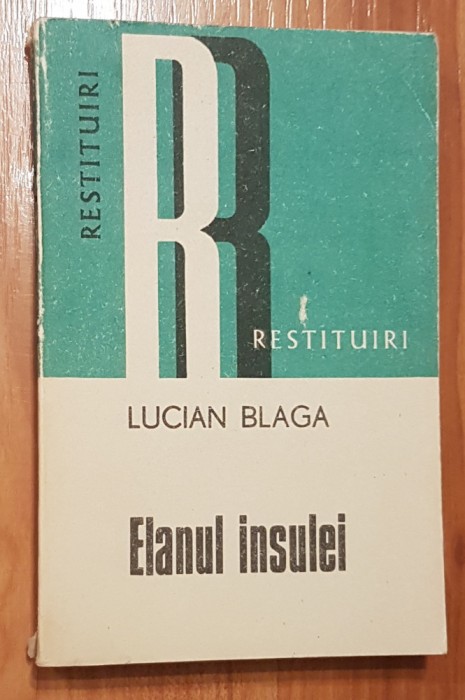 RESTITUIRI
R
RESTITUIRI
LUCIAN BLAGA
Elanul insulei